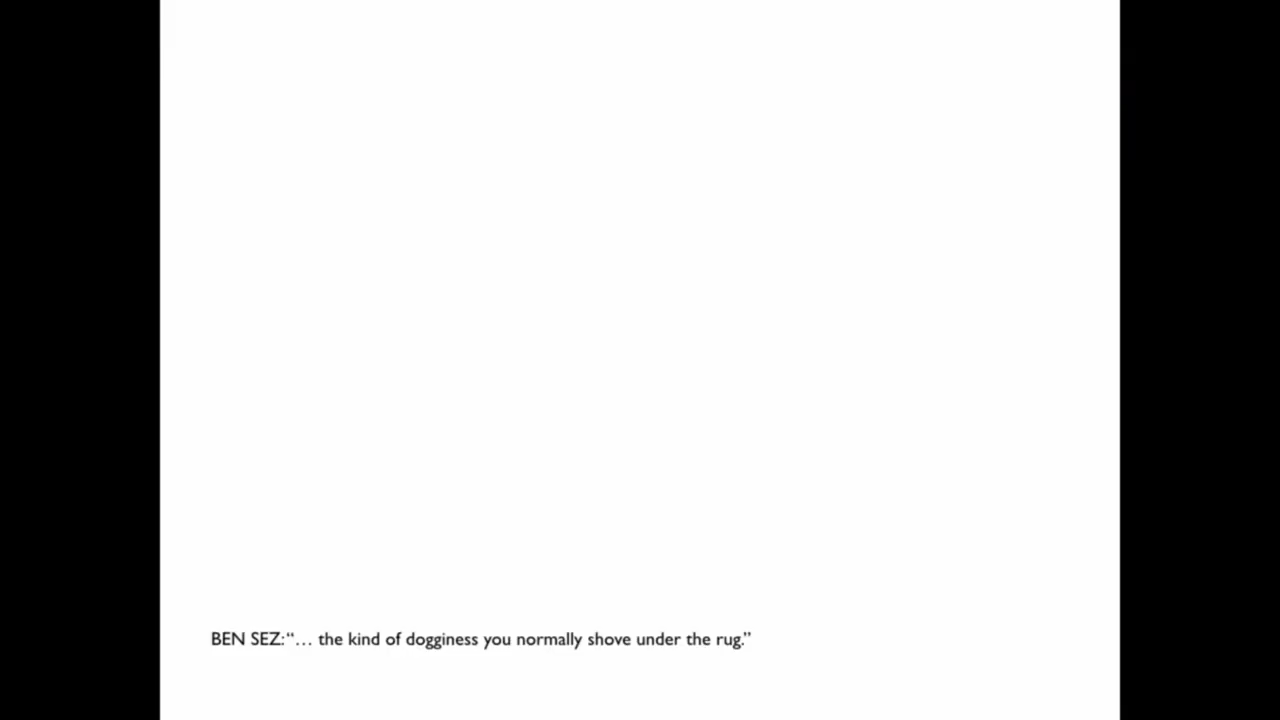 BEN SEZ: “… the kind of dogginess you normally shove under the rug.”